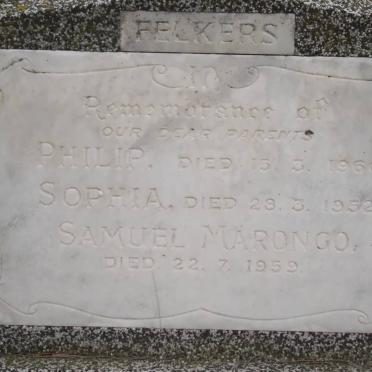 FELKERS
In
Remembrance of
OUR DEAR PARENTS
PHILIP. DIED 15. 3. 196
SOPHIA. DIED 28. 3. 1952
SAMUEL MARONGO.
DIED. 22. 7. 1959.